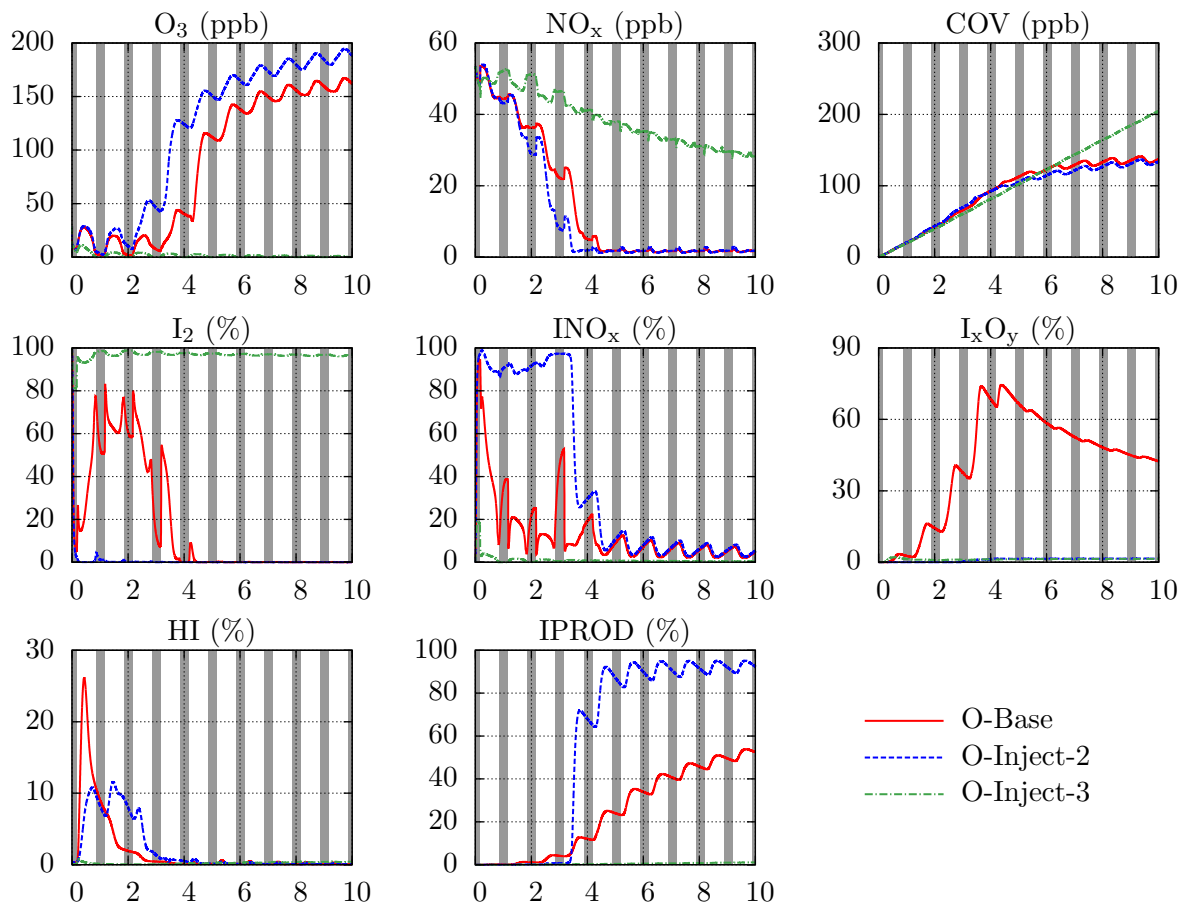 O₃ (ppb)
200
150
100
50
0
0 2 4 6 8 10
NOₓ (ppb)
60
40
20
0
0 2 4 6 8 10
COV (ppb)
300
200
100
0
0 2 4 6 8 10
I₂ (%)
100
80
60
40
20
0
0 2 4 6 8 10
INOₓ (%)
100
80
60
40
20
0
0 2 4 6 8 10
IₓOᵧ (%)
90
60
30
0
0 2 4 6 8 10
HI (%)
30
20
10
0
0 2 4 6 8 10
IPROD (%)
100
80
60
40
20
0
0 2 4 6 8 10
O-Base
O-Inject-2
O-Inject-3